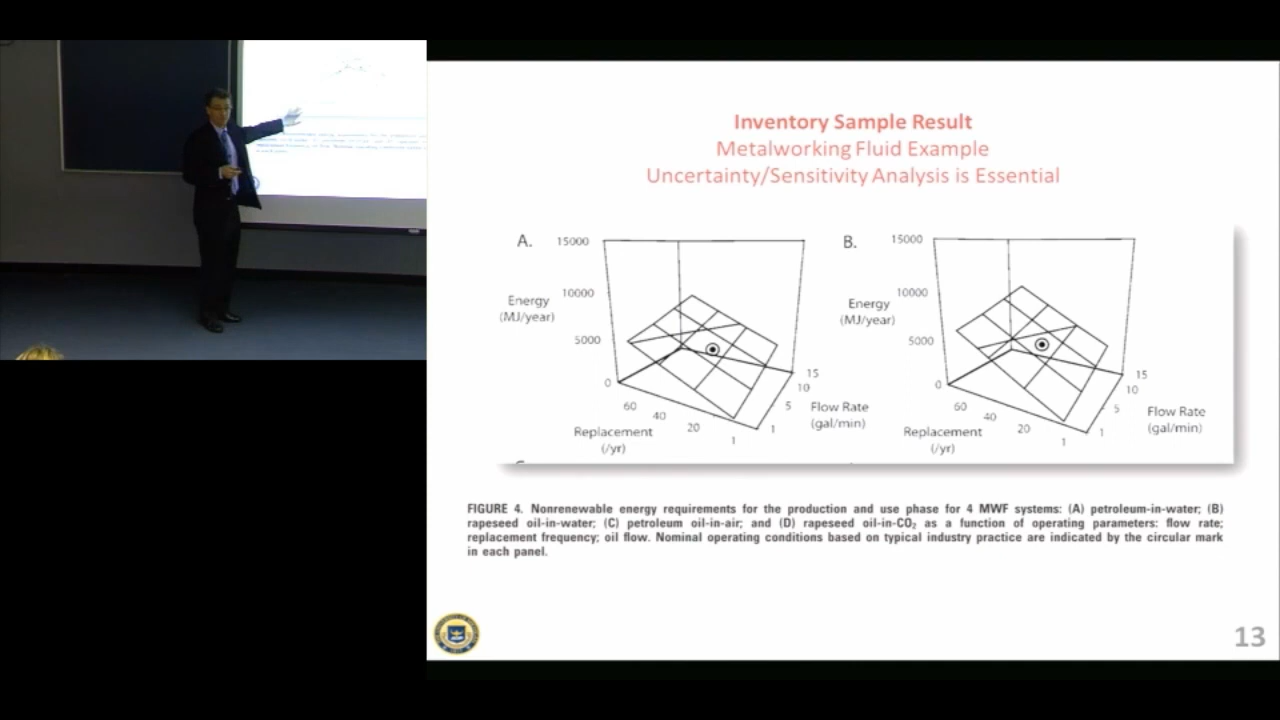 Inventory Sample Result
Metalworking Fluid Example
Uncertainty/Sensitivity Analysis is Essential
A.
15000
10000
5000
0
Energy
(MJ/year)
60
40
20
1
Replacement
(/yr)
15
10
5
1
Flow Rate
(gal/min)
B.
15000
10000
5000
0
Energy
(MJ/year)
60
40
20
1
Replacement
(/yr)
15
10
5
1
Flow Rate
(gal/min)
FIGURE 4. Nonrenewable energy requirements for the production and use phase for 4 MWF systems: (A) petroleum-in-water; (B)
rapeseed oil-in-water; (C) petroleum oil-in-air; and (D) rapeseed oil-in-CO₂ as a function of operating parameters: flow rate;
replacement frequency; oil flow. Nominal operating conditions based on typical industry practice are indicated by the circular mark
in each panel.
13